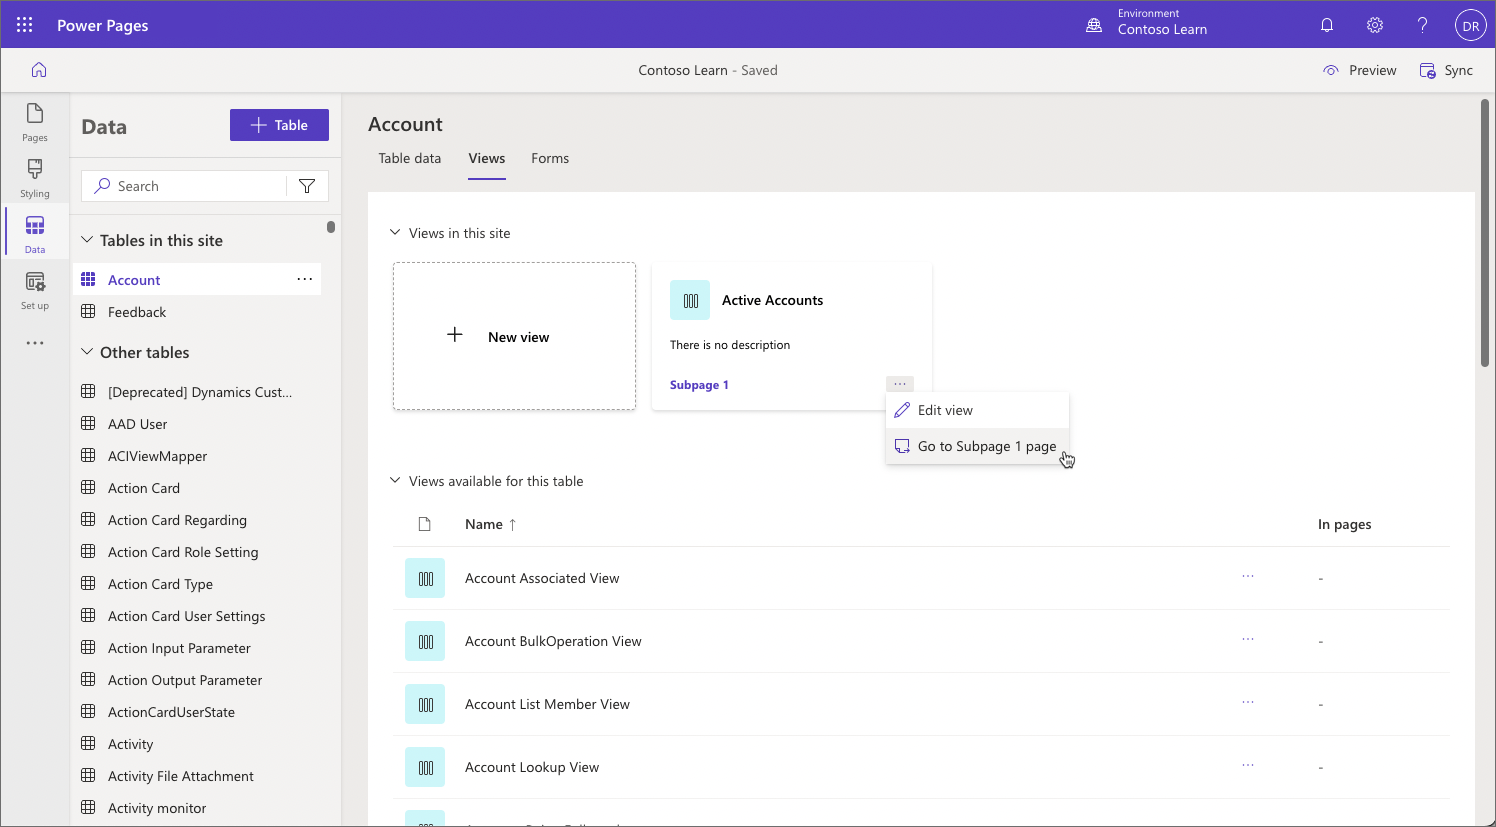 Power Pages
Environment
Contoso Learn
DR
Contoso Learn - Saved
Preview
Sync
Pages
Styling
Data
Set up
Data
Table
Search
Tables in this site
Account
Feedback
Other tables
[Deprecated] Dynamics Cust...
AAD User
ACIViewMapper
Action Card
Action Card Regarding
Action Card Role Setting
Action Card Type
Action Card User Settings
Action Input Parameter
Action Output Parameter
ActionCardUserState
Activity
Activity File Attachment
Activity monitor
Account
Table data
Views
Forms
Views in this site
New view
Active Accounts
There is no description
Subpage 1
Edit view
Go to Subpage 1 page
Views available for this table
Name ↑
In pages
Account Associated View
-
Account BulkOperation View
-
Account List Member View
-
Account Lookup View
-